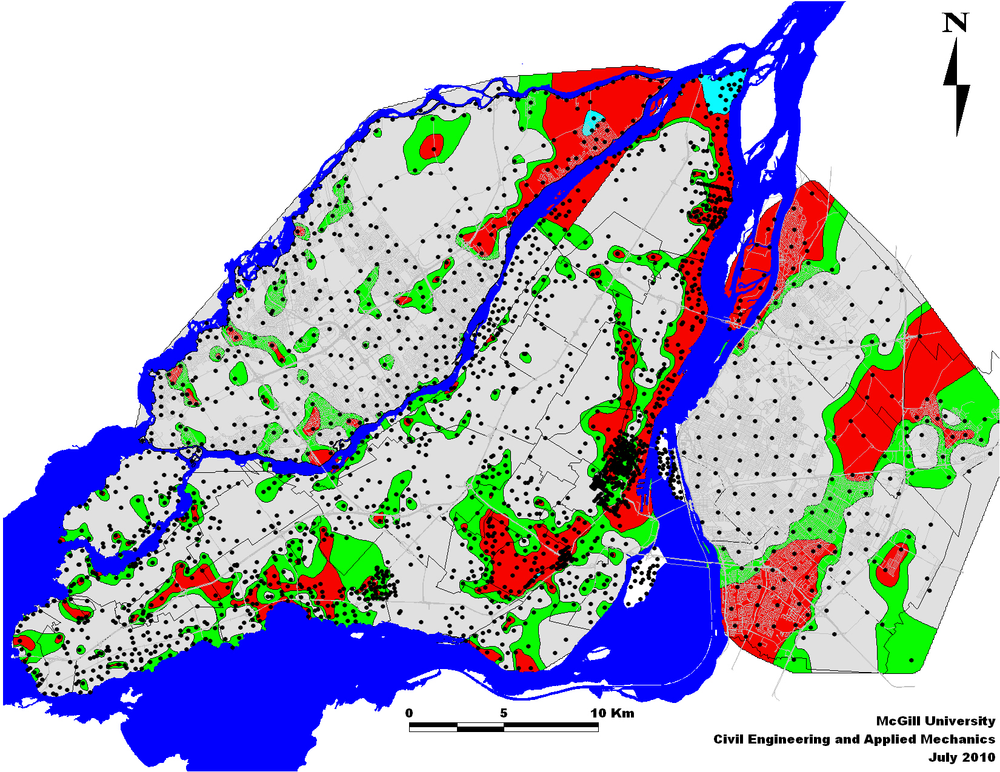 N
0 5 10 Km
McGill University
Civil Engineering and Applied Mechanics
July 2010